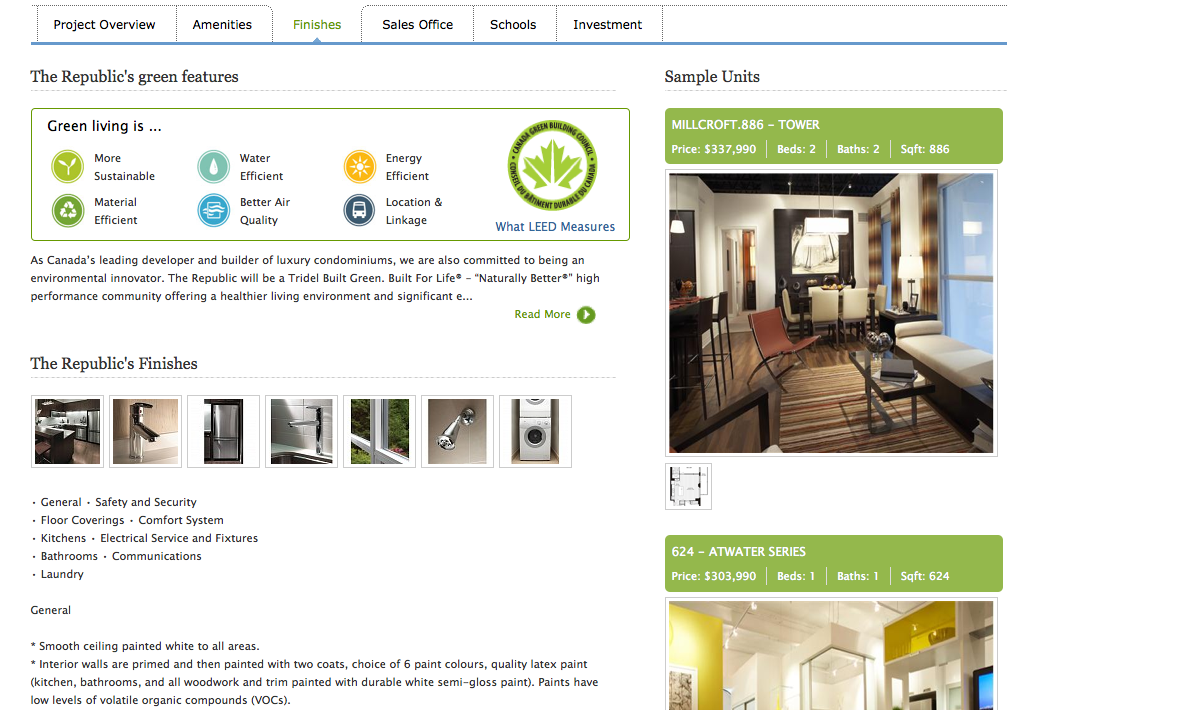 Project Overview
Amenities
Finishes
Sales Office
Schools
Investment
The Republic's green features
Green living is ...
More
Sustainable
Water
Efficient
Energy
Efficient
Material
Efficient
Better Air
Quality
Location &
Linkage
CANADA GREEN BUILDING COUNCIL
CONSEIL DU BÂTIMENT DURABLE DU CANADA
What LEED Measures
As Canada’s leading developer and builder of luxury condominiums, we are also committed to being an
environmental innovator. The Republic will be a Tridel Built Green. Built For Life® – “Naturally Better®” high
performance community offering a healthier living environment and significant e...
Read More
The Republic's Finishes
· General · Safety and Security
· Floor Coverings · Comfort System
· Kitchens · Electrical Service and Fixtures
· Bathrooms · Communications
· Laundry
General
* Smooth ceiling painted white to all areas.
* Interior walls are primed and then painted with two coats, choice of 6 paint colours, quality latex paint
(kitchen, bathrooms, and all woodwork and trim painted with durable white semi-gloss paint). Paints have
low levels of volatile organic compounds (VOCs).
Sample Units
MILLCROFT.886 – TOWER
Price: $337,990 Beds: 2 Baths: 2 Sqft: 886
624 – ATWATER SERIES
Price: $303,990 Beds: 1 Baths: 1 Sqft: 624